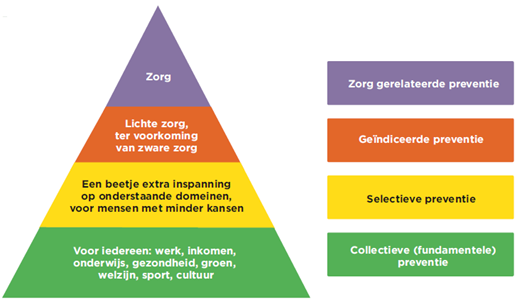 Zorg
Lichte zorg,
ter voorkoming
van zware zorg
Een beetje extra inspanning
op onderstaande domeinen,
voor mensen met minder kansen
Voor iedereen: werk, inkomen,
onderwijs, gezondheid, groen,
welzijn, sport, cultuur
Zorg gerelateerde preventie
Geïndiceerde preventie
Selectieve preventie
Collectieve (fundamentele)
preventie